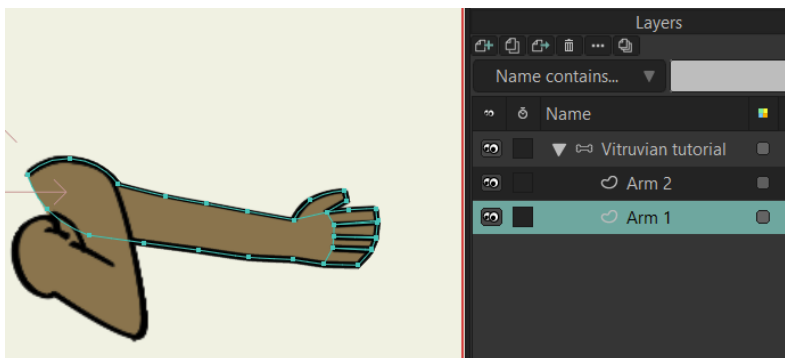 Layers
Name contains...
Name
Vitruvian tutorial
Arm 2
Arm 1